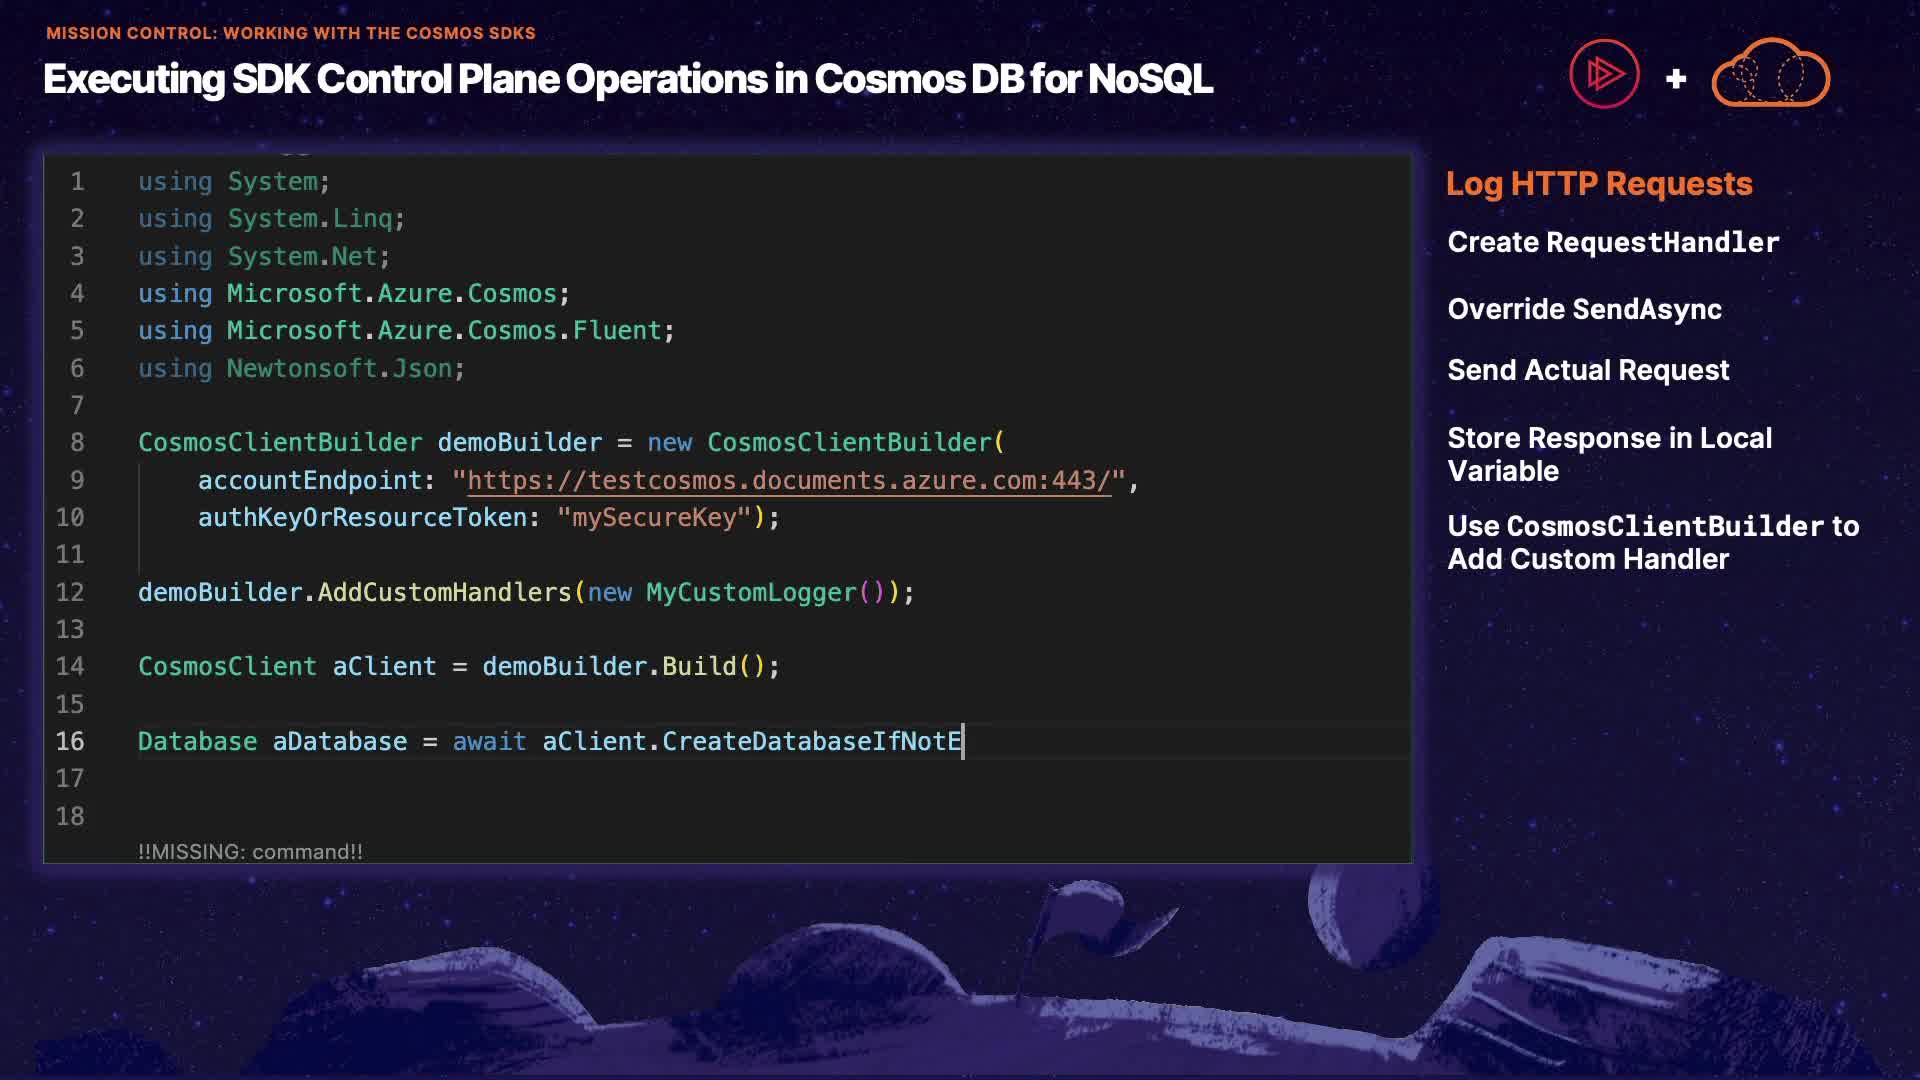 MISSION CONTROL: WORKING WITH THE COSMOS SDKS
Executing SDK Control Plane Operations in Cosmos DB for NoSQL
+
1 using System;
2 using System.Linq;
3 using System.Net;
4 using Microsoft.Azure.Cosmos;
5 using Microsoft.Azure.Cosmos.Fluent;
6 using Newtonsoft.Json;
7
8 CosmosClientBuilder demoBuilder = new CosmosClientBuilder(
9 accountEndpoint: "https://testcosmos.documents.azure.com:443/",
10 authKeyOrResourceToken: "mySecureKey");
11
12 demoBuilder.AddCustomHandlers(new MyCustomLogger());
13
14 CosmosClient aClient = demoBuilder.Build();
15
16 Database aDatabase = await aClient.CreateDatabaseIfNotE
17
18
!!MISSING: command!!
Log HTTP Requests
Create RequestHandler
Override SendAsync
Send Actual Request
Store Response in Local
Variable
Use CosmosClientBuilder to
Add Custom Handler